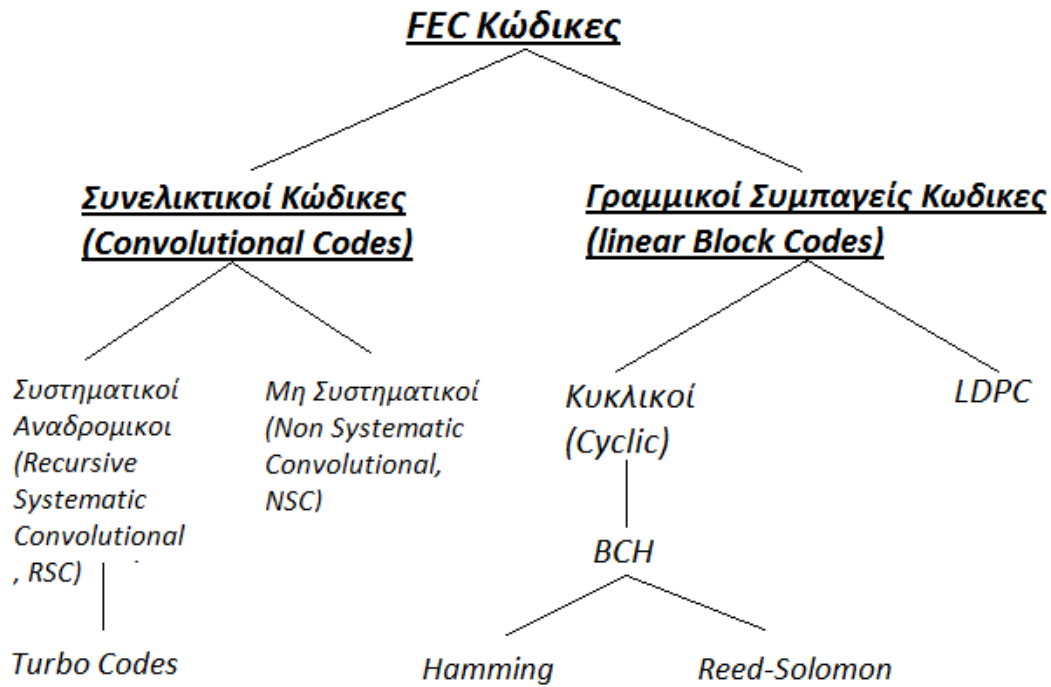 FEC Κώδικες
Συνελικτικοί Κώδικες
(Convolutional Codes)
Γραμμικοί Συμπαγείς Κωδικες
(linear Block Codes)
Συστηματικοί
Αναδρομικοι
(Recursive
Systematic
Convolutional
, RSC)
Μη Συστηματικοί
(Non Systematic
Convolutional,
NSC)
Κυκλικοί
(Cyclic)
LDPC
BCH
Turbo Codes
Hamming
Reed-Solomon